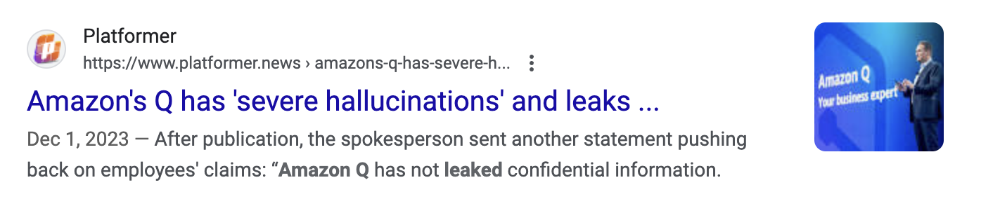 Platformer
https://www.platformer.news › amazons-q-has-severe-h...
Amazon's Q has 'severe hallucinations' and leaks ...
Dec 1, 2023 — After publication, the spokesperson sent another statement pushing
back on employees' claims: “Amazon Q has not leaked confidential information.
Amazon Q
Your business expert